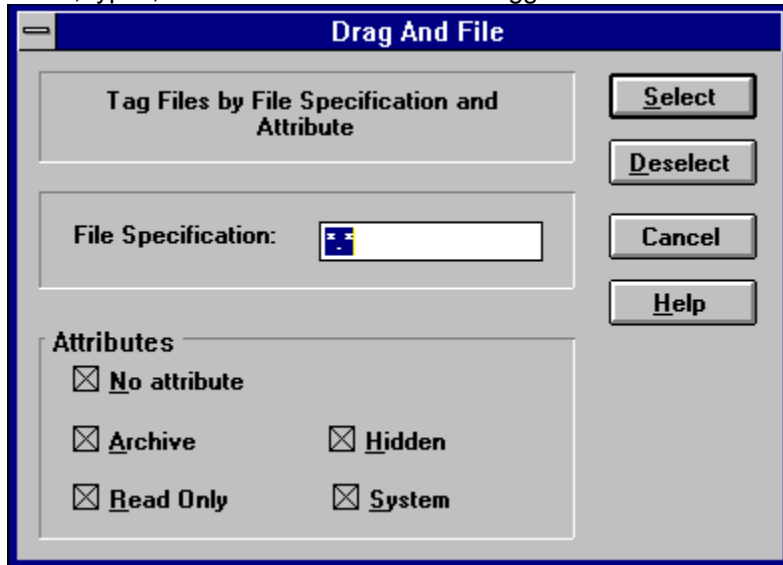 Drag And File
Tag Files by File Specification and
Attribute
Select
Deselect
File Specification:
*.*
Cancel
Help
Attributes
No attribute
Archive
Hidden
Read Only
System